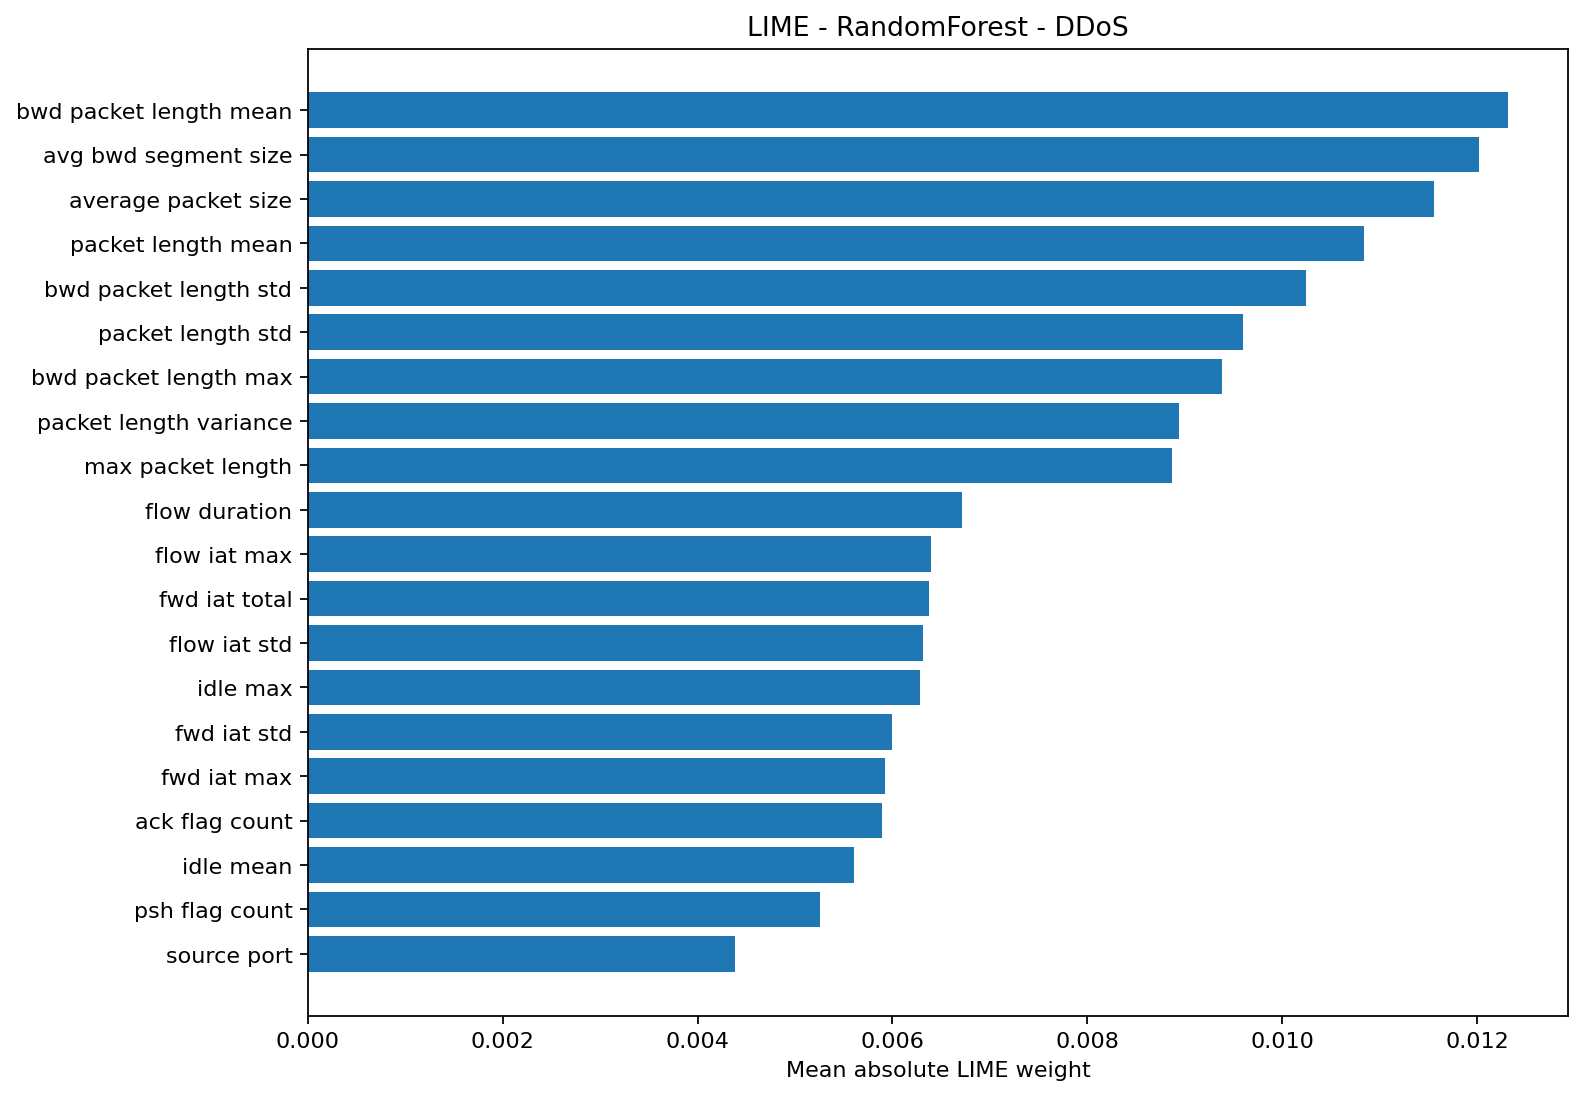 LIME - RandomForest - DDoS
bwd packet length mean
avg bwd segment size
average packet size
packet length mean
bwd packet length std
packet length std
bwd packet length max
packet length variance
max packet length
flow duration
flow iat max
fwd iat total
flow iat std
idle max
fwd iat std
fwd iat max
ack flag count
idle mean
psh flag count
source port
0.000 0.002 0.004 0.006 0.008 0.010 0.012
Mean absolute LIME weight